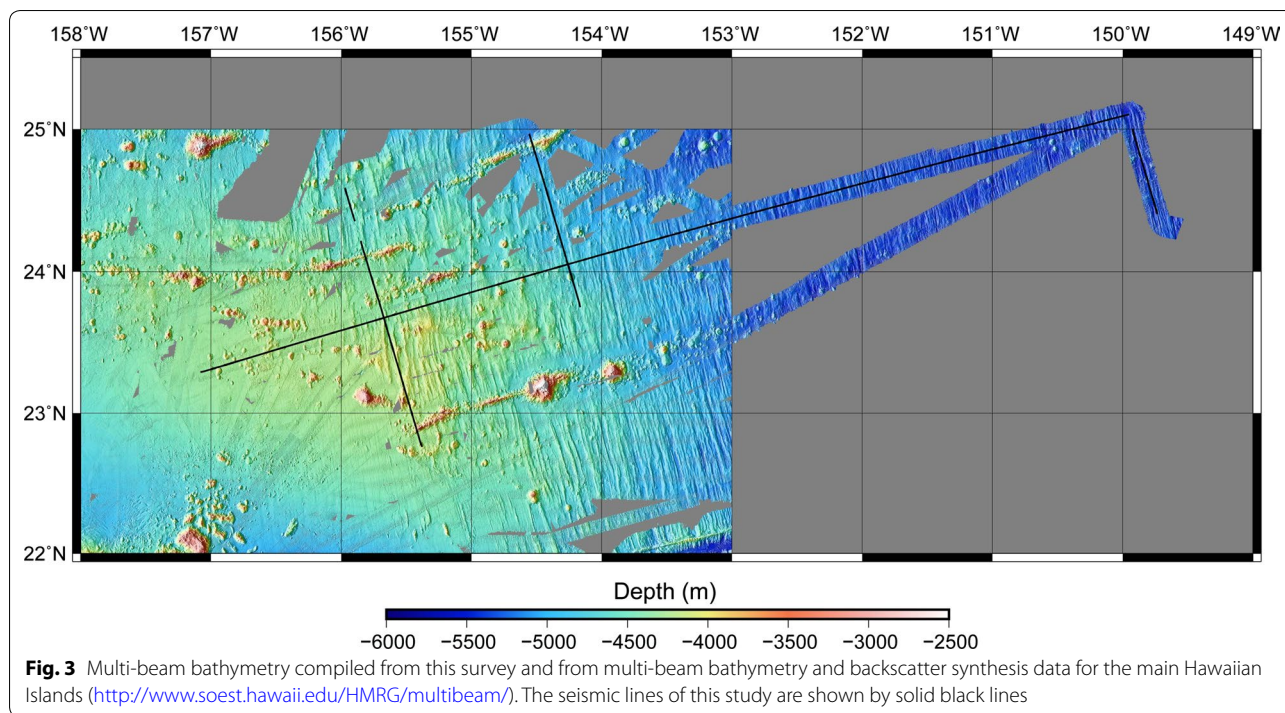 158˚W 157˚W 156˚W 155˚W 154˚W 153˚W 152˚W 151˚W 150˚W 149˚W
25˚N
24˚N
23˚N
22˚N
Depth (m)
−6000 −5500 −5000 −4500 −4000 −3500 −3000 −2500
Fig. 3 Multi-beam bathymetry compiled from this survey and from multi-beam bathymetry and backscatter synthesis data for the main Hawaiian
Islands (http://www.soest.hawaii.edu/HMRG/multibeam/). The seismic lines of this study are shown by solid black lines